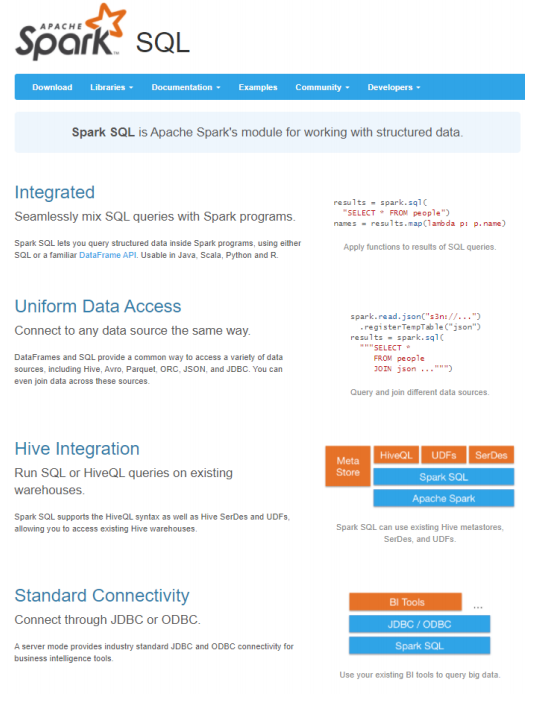 APACHE
Spark™ SQL
Download Libraries Documentation Examples Community Developers
Spark SQL is Apache Spark's module for working with structured data.
Integrated
Seamlessly mix SQL queries with Spark programs.
Spark SQL lets you query structured data inside Spark programs, using either
SQL or a familiar DataFrame API. Usable in Java, Scala, Python and R.
results = spark.sql(
"SELECT * FROM people")
names = results.map(lambda p: p.name)
Apply functions to results of SQL queries.
Uniform Data Access
Connect to any data source the same way.
DataFrames and SQL provide a common way to access a variety of data
sources, including Hive, Avro, Parquet, ORC, JSON, and JDBC. You can
even join data across these sources.
spark.read.json("s3n://...")
.registerTempTable("json")
results = spark.sql(
"""SELECT *
FROM people
JOIN json ...""")
Query and join different data sources.
Hive Integration
Run SQL or HiveQL queries on existing
warehouses.
Spark SQL supports the HiveQL syntax as well as Hive SerDes and UDFs,
allowing you to access existing Hive warehouses.
Meta
Store
HiveQL UDFs SerDes
Spark SQL
Apache Spark
Spark SQL can use existing Hive metastores,
SerDes, and UDFs.
Standard Connectivity
Connect through JDBC or ODBC.
A server mode provides industry standard JDBC and ODBC connectivity for
business intelligence tools.
BI Tools ...
JDBC / ODBC
Spark SQL
Use your existing BI tools to query big data.